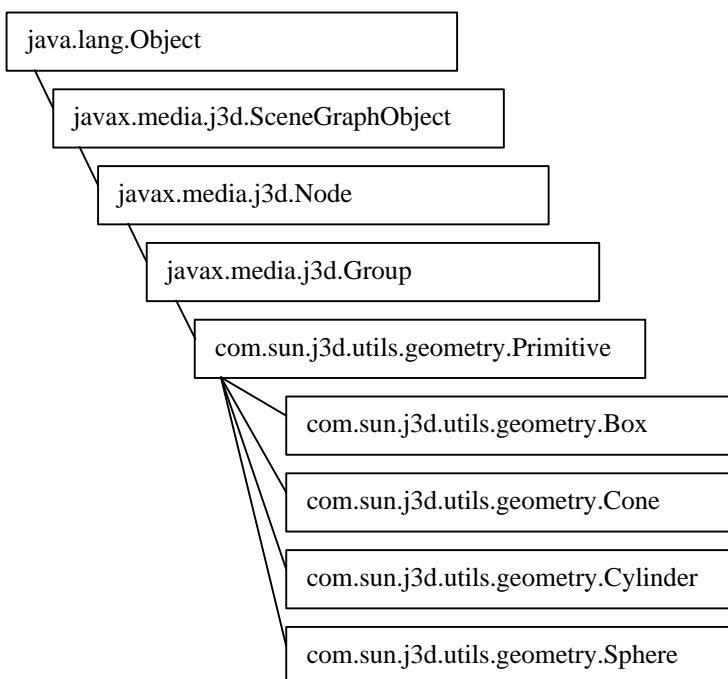 java.lang.Object
javax.media.j3d.SceneGraphObject
javax.media.j3d.Node
javax.media.j3d.Group
com.sun.j3d.utils.geometry.Primitive
com.sun.j3d.utils.geometry.Box
com.sun.j3d.utils.geometry.Cone
com.sun.j3d.utils.geometry.Cylinder
com.sun.j3d.utils.geometry.Sphere